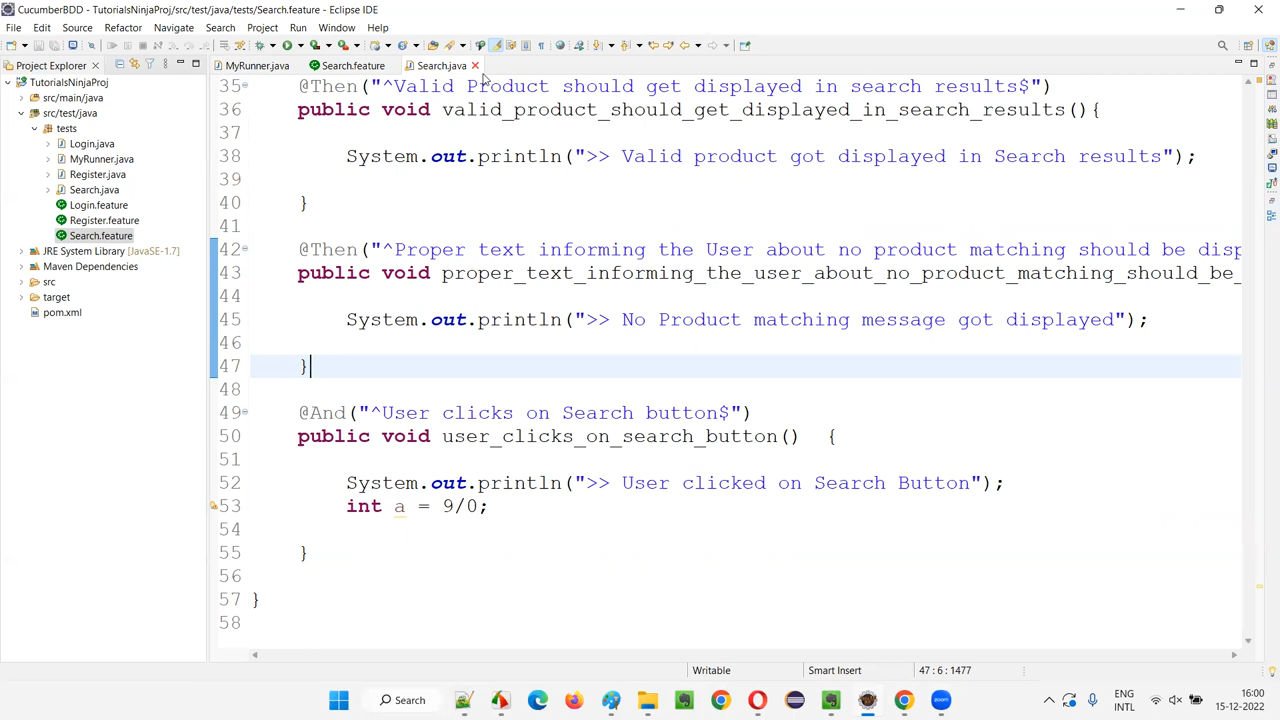 CucumberBDD - TutorialsNinjaProj/src/test/java/tests/Search.feature - Eclipse IDE
File Edit Source Refactor Navigate Search Project Run Window Help
Project Explorer
MyRunner.java Search.feature Search.java
TutorialsNinjaProj
src/main/java
src/test/java
tests
Login.java
MyRunner.java
Register.java
Search.java
Login.feature
Register.feature
Search.feature
JRE System Library [JavaSE-1.7]
Maven Dependencies
src
target
pom.xml
35 @Then("^Valid Product should get displayed in search results$")
36 public void valid_product_should_get_displayed_in_search_results(){
37
38 System.out.println(">> Valid product got displayed in Search results");
39
40 }
41
42 @Then("^Proper text informing the User about no product matching should be disp
43 public void proper_text_informing_the_user_about_no_product_matching_should_be_
44
45 System.out.println(">> No Product matching message got displayed");
46
47 }
48
49 @And("^User clicks on Search button$")
50 public void user_clicks_on_search_button() {
51
52 System.out.println(">> User clicked on Search Button");
53 int a = 9/0;
54
55 }
56
57 }
58
Writable Smart Insert 47 : 6 : 1477
Search
ENG
INTL
16:00
15-12-2022